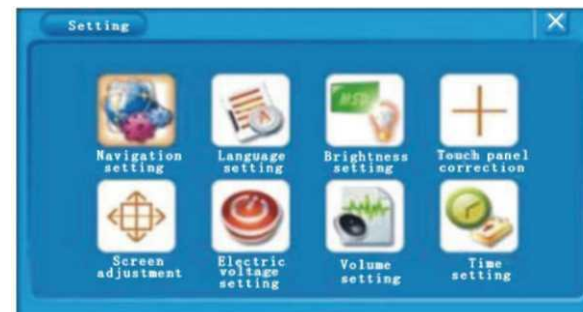 Setting
Navigation
setting
Language
setting
Brightness
setting
Touch panel
correction
Screen
adjustment
Electric
voltage
setting
Volume
setting
Time
setting